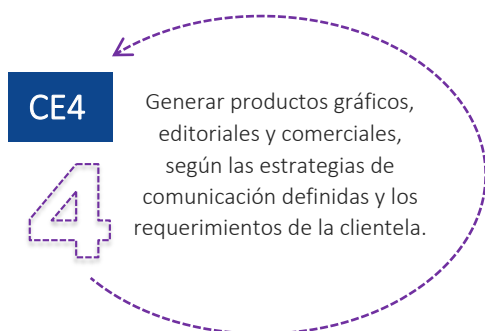 CE4
4
Generar productos gráficos,
editoriales y comerciales,
según las estrategias de
comunicación definidas y los
requerimientos de la clientela.